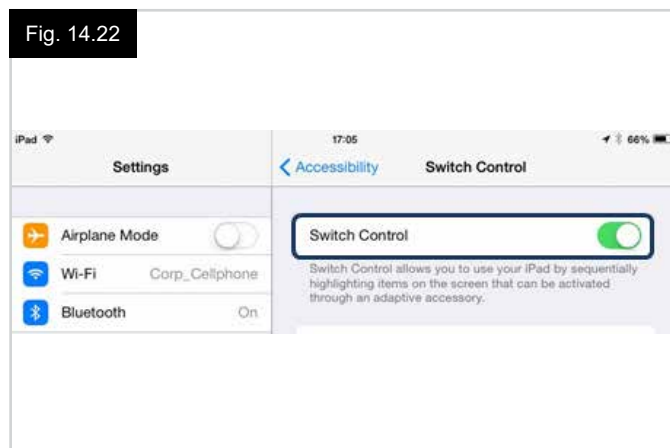 Fig. 14.22
iPad 17:05 66%
Settings
Accessibility Switch Control
Airplane Mode
Switch Control
Wi-Fi Corp_Cellphone
Switch Control allows you to use your iPad by sequentially
highlighting items on the screen that can be activated
through an adaptive accessory.
Bluetooth On